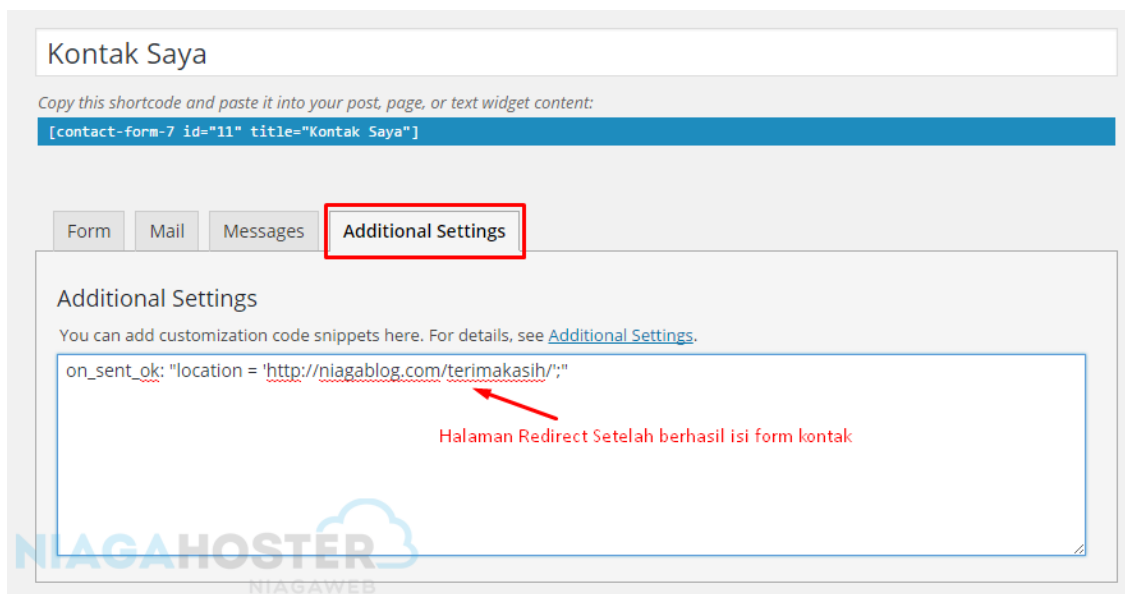 Kontak Saya
Copy this shortcode and paste it into your post, page, or text widget content:
[contact-form-7 id="11" title="Kontak Saya"]
Form Mail Messages Additional Settings
Additional Settings
You can add customization code snippets here. For details, see Additional Settings.
on_sent_ok: "location = 'http://niagablog.com/terimakasih/';"
Halaman Redirect Setelah berhasil isi form kontak
NIAGAHOSTER
NIAGAWEB